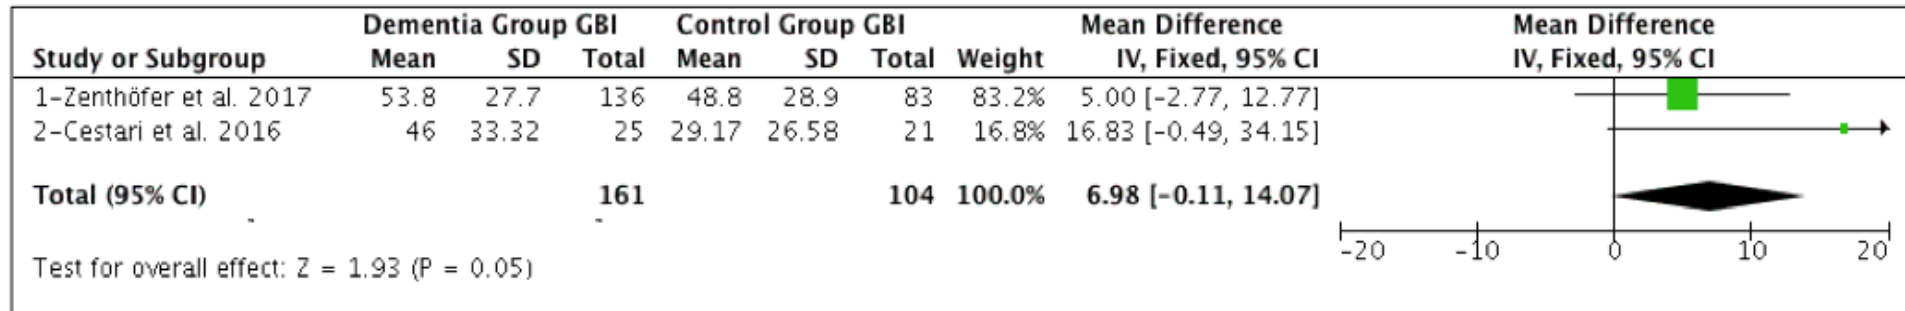 Dementia Group GBI Control Group GBI Mean Difference Mean Difference
Study or Subgroup Mean SD Total Mean SD Total Weight IV, Fixed, 95% CI IV, Fixed, 95% CI
1-Zenthöfer et al. 2017 53.8 27.7 136 48.8 28.9 83 83.2% 5.00 [-2.77, 12.77]
2-Cestari et al. 2016 46 33.32 25 29.17 26.58 21 16.8% 16.83 [-0.49, 34.15]
Total (95% CI) 161 104 100.0% 6.98 [-0.11, 14.07]
-20 -10 0 10 20
Test for overall effect: Z = 1.93 (P = 0.05)